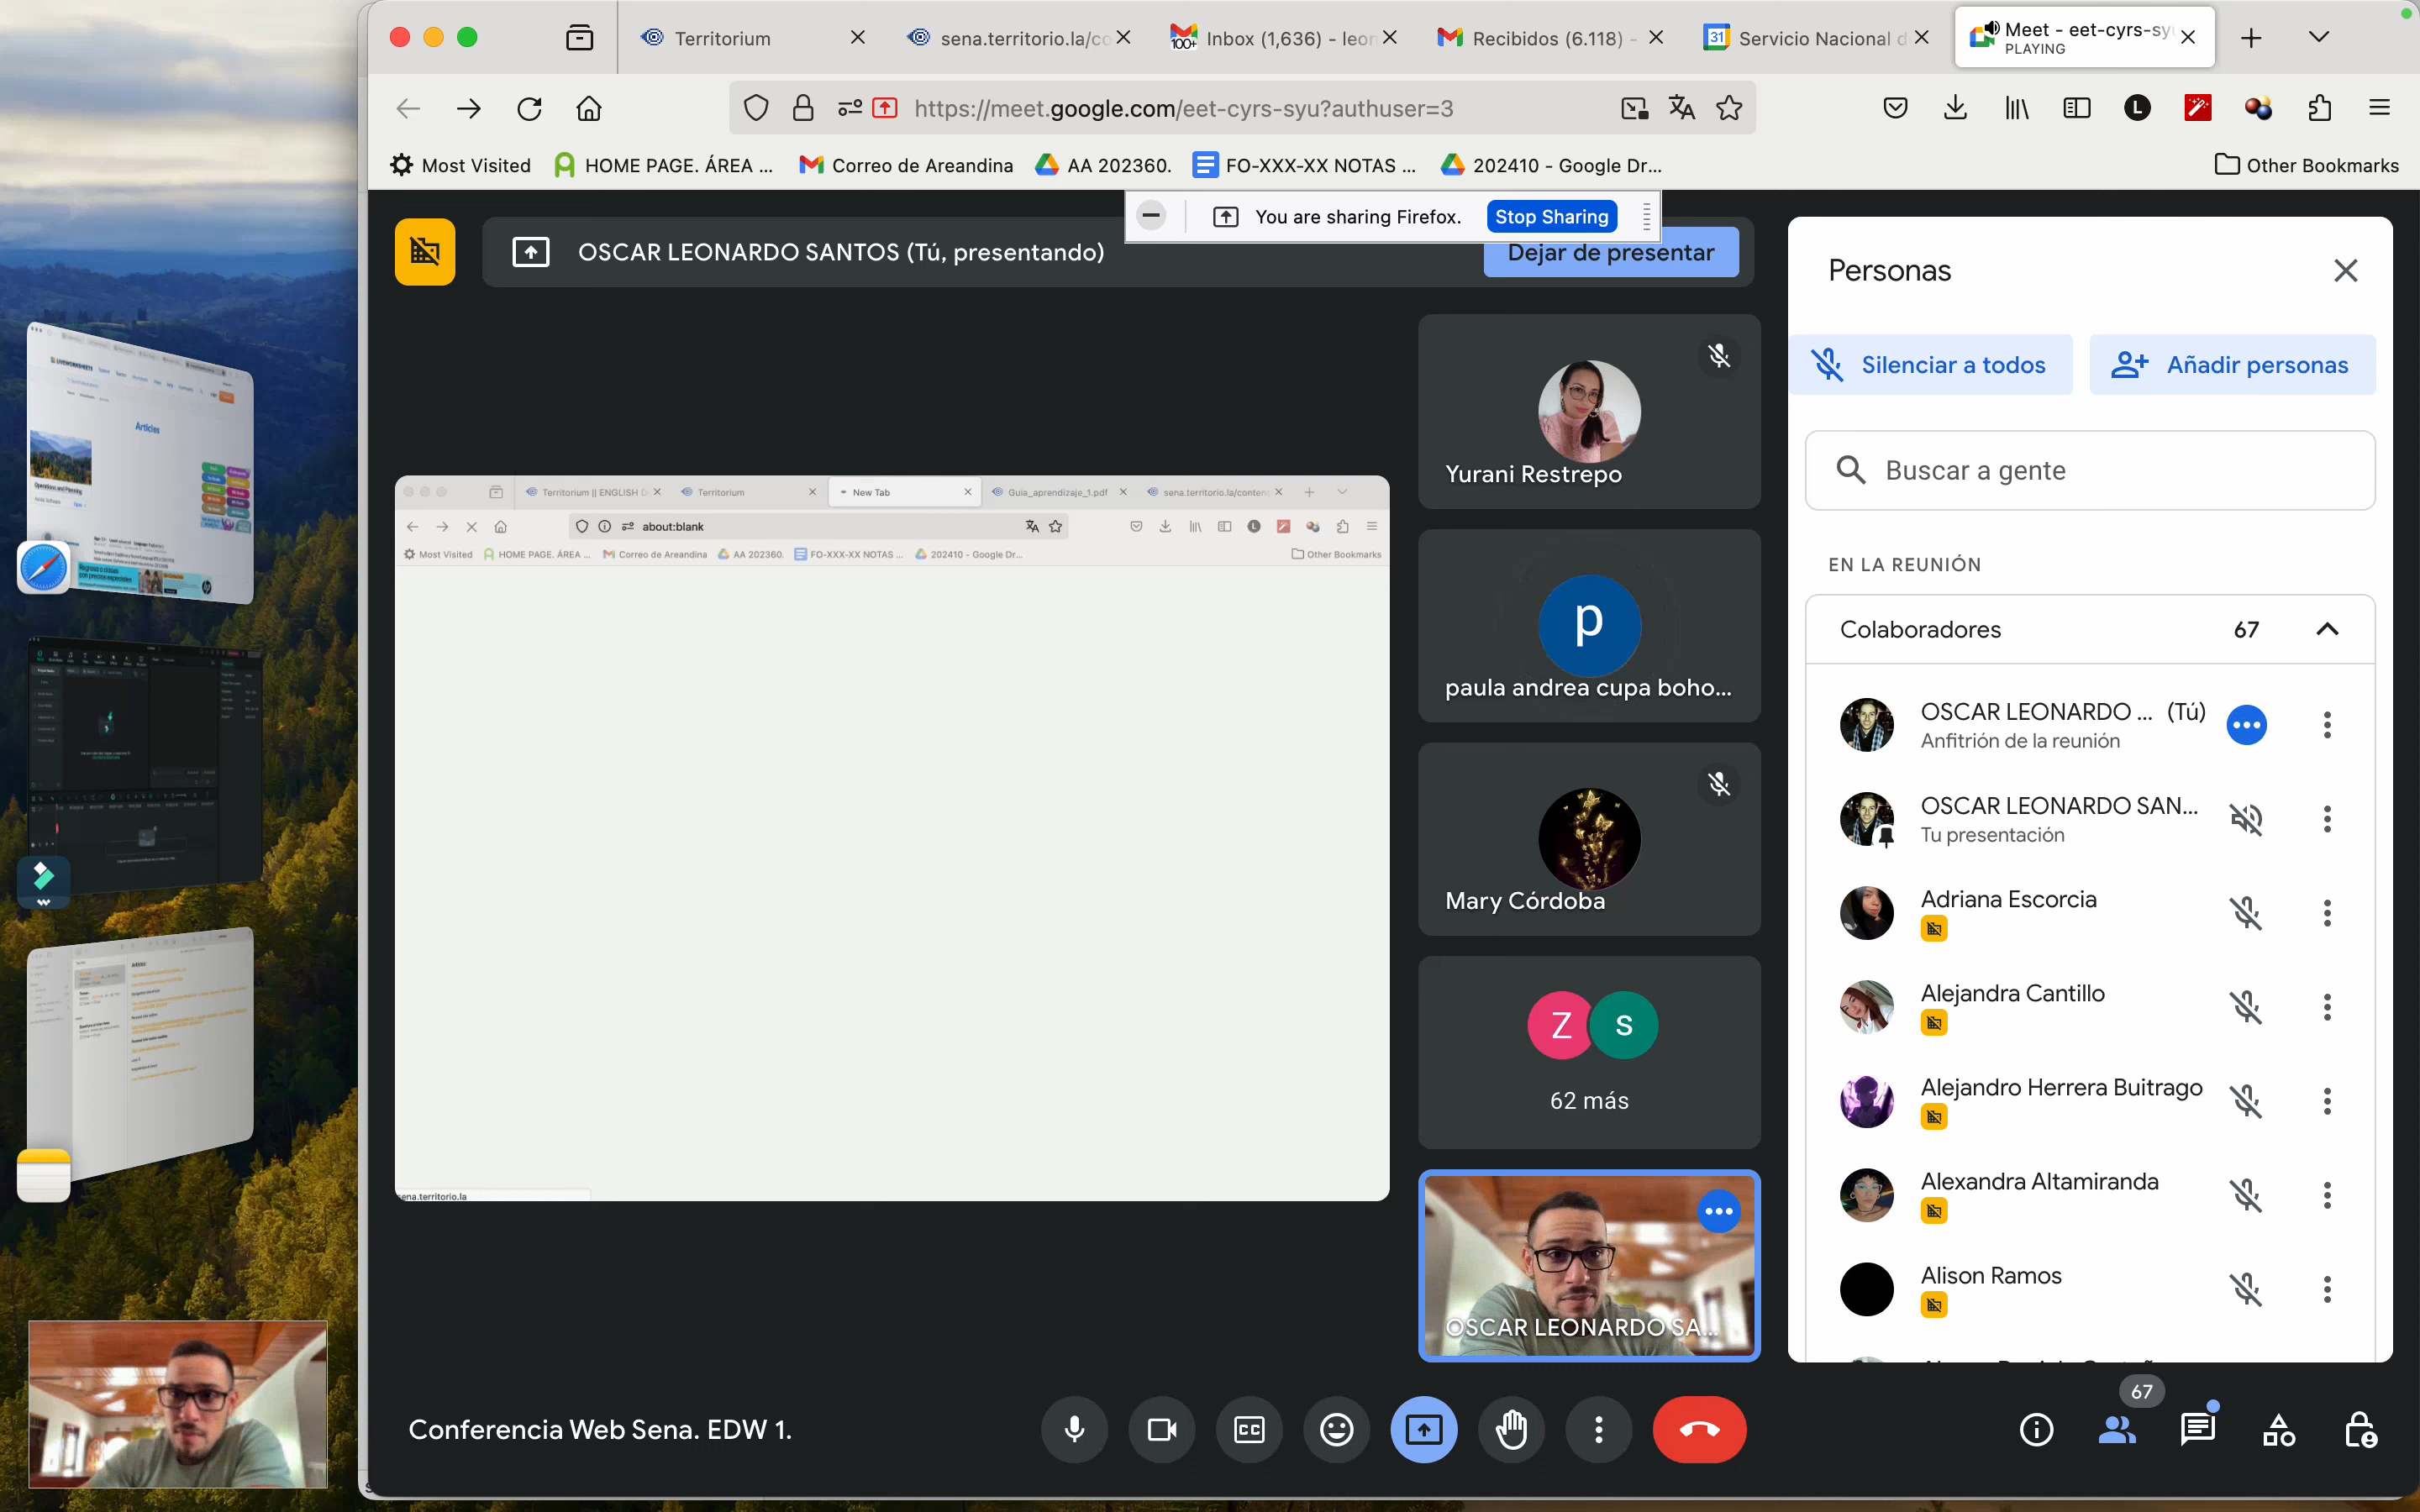 Territorium
sena.territorio.la/co
Inbox (1,636) - leon
Recibidos (6.118) -
Servicio Nacional d
Meet - eet-cyrs-sy
PLAYING
https://meet.google.com/eet-cyrs-syu?authuser=3
Most Visited
HOME PAGE. ÁREA ...
Correo de Areandina
AA 202360.
FO-XXX-XX NOTAS ...
202410 - Google Dr...
Other Bookmarks
You are sharing Firefox.
Stop Sharing
OSCAR LEONARDO SANTOS (Tú, presentando)
Dejar de presentar
Territorium || ENGLISH D
Territorium
New Tab
Guia_aprendizaje_1.pdf
sena.territorio.la/conten
about:blank
Most Visited
HOME PAGE. ÁREA ...
Correo de Areandina
AA 202360.
FO-XXX-XX NOTAS ...
202410 - Google Dr...
Other Bookmarks
sena.territorio.la
Yurani Restrepo
p
paula andrea cupa boho...
Mary Córdoba
Z
s
62 más
OSCAR LEONARDO SA...
Personas
Silenciar a todos
Añadir personas
Buscar a gente
EN LA REUNIÓN
Colaboradores
67
OSCAR LEONARDO ... (Tú)
Anfitrión de la reunión
OSCAR LEONARDO SAN...
Tu presentación
Adriana Escorcia
Alejandra Cantillo
Alejandro Herrera Buitrago
Alexandra Altamiranda
Alison Ramos
Articles
Operations and Planning
Conferencia Web Sena. EDW 1.
67